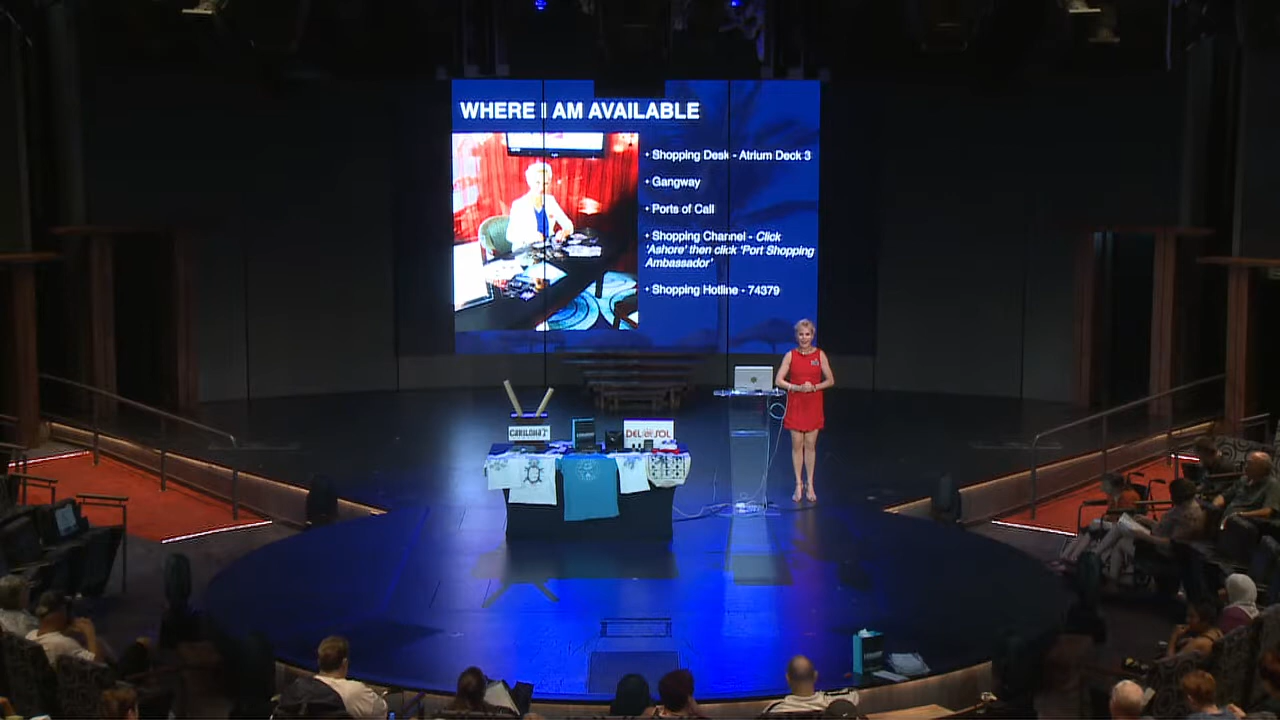 WHERE I AM AVAILABLE
• Shopping Desk - Atrium Deck 3
• Gangway
• Ports of Call
• Shopping Channel - Click
'Ashore' then click 'Port Shopping
Ambassador'
• Shopping Hotline - 74379
CARILOHA
DEL SOL